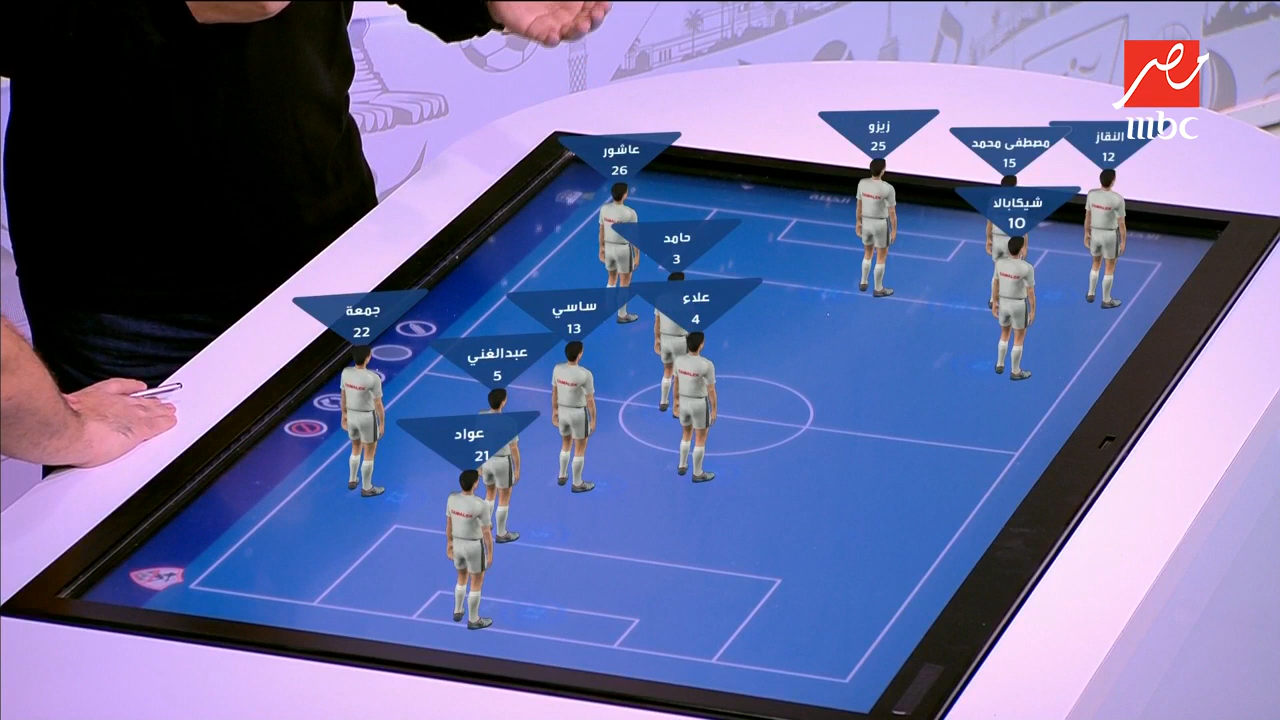 مصر
mbc
زيزو
25
مصطفى محمد
15
النقاز
12
عاشور
26
شيكابالا
10
حامد
3
علاء
4
ساسي
13
جمعة
22
عبدالغني
5
عواد
21